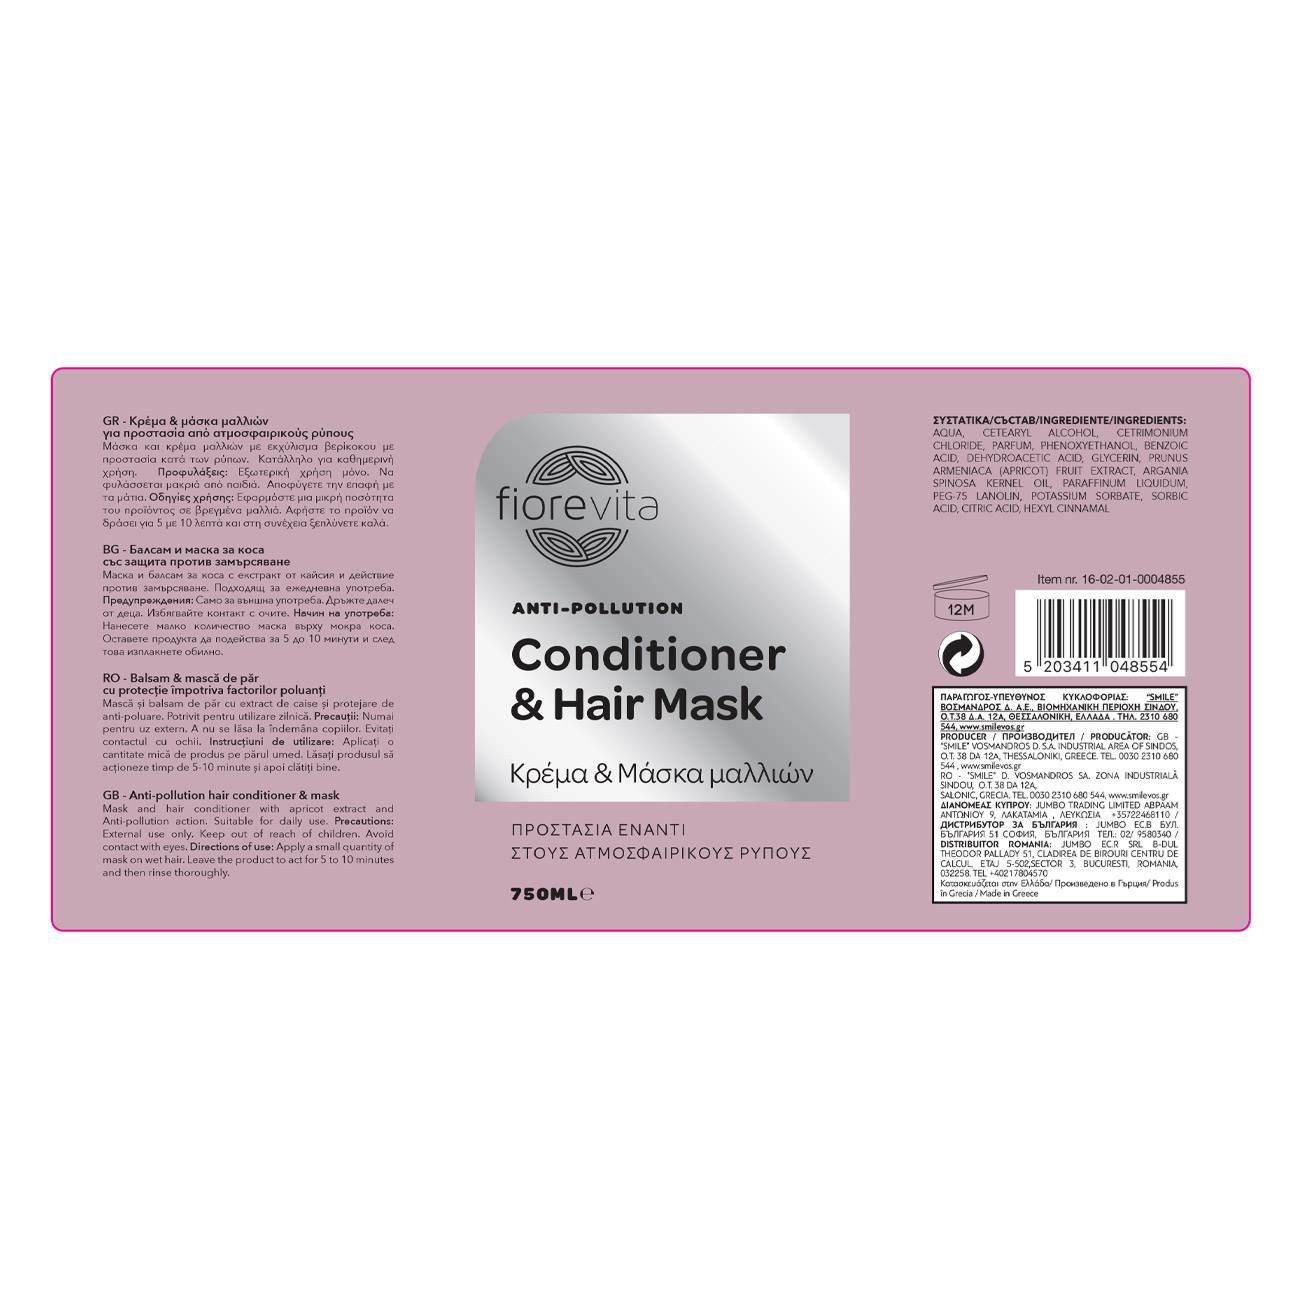 GR - Κρέμα & μάσκα μαλλιών
για προστασία από ατμοσφαιρικούς ρύπους
Μάσκα και κρέμα μαλλιών με εκχύλισμα βερίκοκου με
προστασία κατά των ρύπων. Κατάλληλο για καθημερινή
χρήση. Προφυλάξεις: Εξωτερική χρήση μόνο. Να
φυλάσσεται μακριά από παιδιά. Αποφύγετε την επαφή με
τα μάτια. Οδηγίες χρήσης: Εφαρμόστε μια μικρή ποσότητα
του προϊόντος σε βρεγμένα μαλλιά. Αφήστε το προϊόν να
δράσει για 5 με 10 λεπτά και στη συνέχεια ξεπλύνετε καλά.
BG - Балсам и маска за коса
със защита против замърсяване
Маска и балсам за коса с екстракт от кайсия и действие
против замърсяване. Подходящ за ежедневна употреба.
Предупреждения: Само за външна употреба. Дръжте далеч
от деца. Избягвайте контакт с очите. Начин на употреба:
Нанесете малко количество маска върху мокра коса.
Оставете продукта да подейства за 5 до 10 минути и след
това изплакнете обилно.
RO - Balsam & mască de păr
cu protecție împotriva factorilor poluanți
Mască și balsam de păr cu extract de caise și protejare de
anti-poluare. Potrivit pentru utilizare zilnică. Precauții: Numai
pentru uz extern. A nu se lăsa la îndemâna copiilor. Evitați
contactul cu ochii. Instrucțiuni de utilizare: Aplicați o
cantitate mică de produs pe părul umed. Lăsați produsul să
acționeze timp de 5-10 minute și apoi clătiți bine.
GB - Anti-pollution hair conditioner & mask
Mask and hair conditioner with apricot extract and
Anti-pollution action. Suitable for daily use. Precautions:
External use only. Keep out of reach of children. Avoid
contact with eyes. Directions of use: Apply a small quantity of
mask on wet hair. Leave the product to act for 5 to 10 minutes
and then rinse thoroughly.
fiorevita
ANTI-POLLUTION
Conditioner
& Hair Mask
Κρέμα & Μάσκα μαλλιών
ΠΡΟΣΤΑΣΙΑ ΕΝΑΝΤΙ
ΣΤΟΥΣ ΑΤΜΟΣΦΑΙΡΙΚΟΥΣ ΡΥΠΟΥΣ
750ML℮
ΣΥΣΤΑΤΙΚΑ/СЪСТАВ/INGREDIENTE/INGREDIENTS:
AQUA, CETEARYL ALCOHOL, CETRIMONIUM
CHLORIDE, PARFUM, PHENOXYETHANOL, BENZOIC
ACID, DEHYDROACETIC ACID, GLYCERIN, PRUNUS
ARMENIACA (APRICOT) FRUIT EXTRACT, ARGANIA
SPINOSA KERNEL OIL, PARAFFINUM LIQUIDUM,
PEG-75 LANOLIN, POTASSIUM SORBATE, SORBIC
ACID, CITRIC ACID, HEXYL CINNAMAL
Item nr. 16-02-01-0004855
12M
5 203411 048554
ΠΑΡΑΓΩΓΟΣ-ΥΠΕΥΘΥΝΟΣ ΚΥΚΛΟΦΟΡΙΑΣ: "SMILE"
ΒΟΣΜΑΝΔΡΟΣ Δ. Α.Ε., ΒΙΟΜΗΧΑΝΙΚΗ ΠΕΡΙΟΧΗ ΣΙΝΔΟΥ,
Ο.Τ.38 Δ.Α. 12Α, ΘΕΣΣΑΛΟΝΙΚΗ, ΕΛΛΑΔΑ . ΤΗΛ. 2310 680
544, www.smilevos.gr
PRODUCER / ПРОИЗВОДИТЕЛ / PRODUCĂTOR: GB -
"SMILE" VOSMANDROS D. S.A. INDUSTRIAL AREA OF SINDOS,
O.T. 38 DA 12A, THESSALONIKI, GREECE. TEL. 0030 2310 680
544 , www.smilevos.gr
RO - "SMILE" D. VOSMANDROS SA. ZONA INDUSTRIALĂ
SINDOU, O.T. 38 DA 12A,
SALONIC, GRECIA. TEL. 0030 2310 680 544, www.smilevos.gr
ΔΙΑΝΟΜΕΑΣ ΚΥΠΡΟΥ: JUMBO TRADING LIMITED ΑΒΡΑΑΜ
ΑΝΤΩΝΙΟΥ 9, ΛΑΚΑΤΑΜΙΑ , ΛΕΥΚΩΣΙΑ +35722468110 /
ДИСТРИБУТОР ЗА БЪЛГАРИЯ : JUMBO EC.B БУЛ.
БЪЛГАРИЯ 51 СОФИЯ, БЪЛГАРИЯ ТЕЛ.: 02/ 9580340 /
DISTRIBUITOR ROMANIA: JUMBO EC.R SRL B-DUL
THEODOR PALLADY 51, CLADIREA DE BIROURI CENTRU DE
CALCUL, ETAJ 5-502,SECTOR 3, BUCURESTI, ROMANIA,
032258. TEL +40217804570
Κατασκευάζεται στην Ελλάδα/ Произведено в Гърция/ Produs
în Grecia / Made in Greece